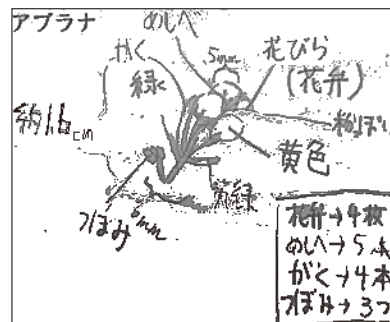 アブラナ
めしべ
がく
緑
5mm
花びら
(花弁)
約1.6cm
黄色
つぼみ
6mm
黄緑
花弁→4枚
めしべ→5本
がく→4本
つぼみ→3つ